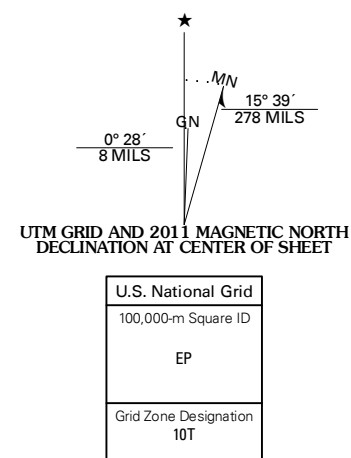 ★
. . . MN
15° 39´
278 MILS
GN
0° 28´
8 MILS
UTM GRID AND 2011 MAGNETIC NORTH
DECLINATION AT CENTER OF SHEET
U.S. National Grid
100,000-m Square ID
EP
Grid Zone Designation
10T